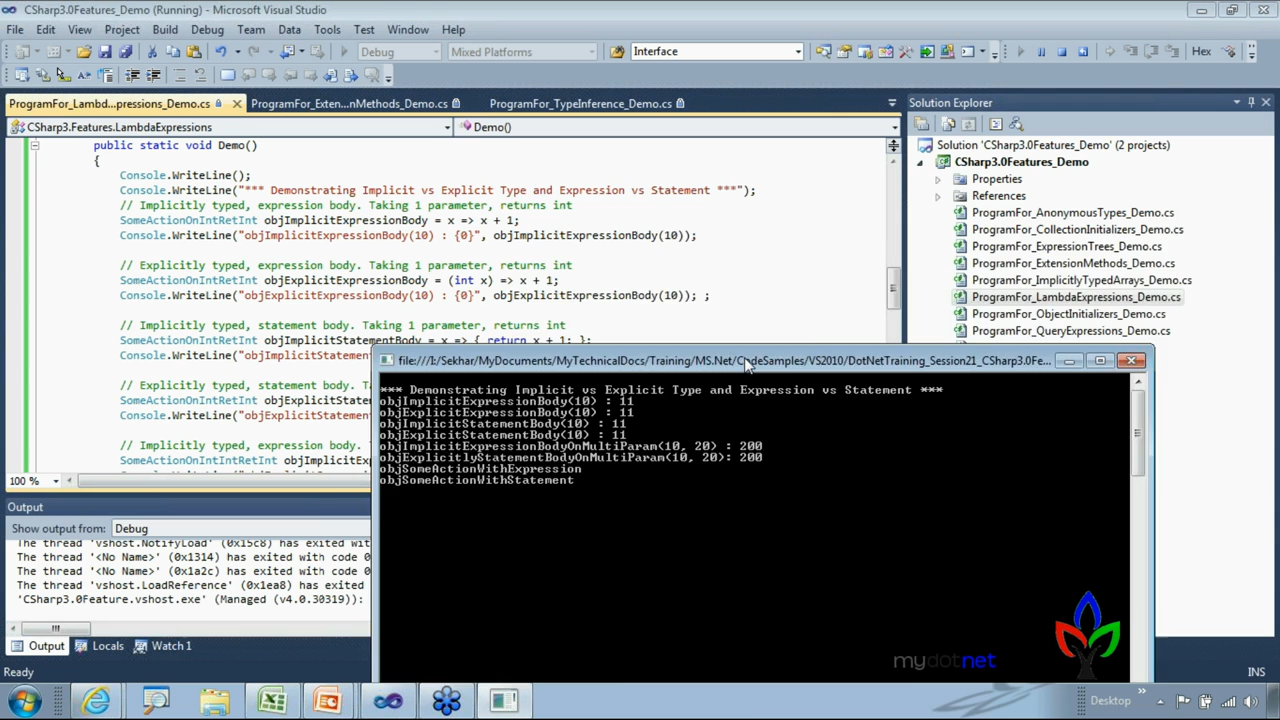 CSharp3.0Features_Demo (Running) - Microsoft Visual Studio
File Edit View Project Build Debug Team Data Tools Test Window Help
Debug Mixed Platforms Interface Hex
ProgramFor_Lambd...pressions_Demo.cs ProgramFor_Exten...nMethods_Demo.cs ProgramFor_TypeInference_Demo.cs
CSharp3.Features.LambdaExpressions Demo()
public static void Demo()
{
Console.WriteLine();
Console.WriteLine("*** Demonstrating Implicit vs Explicit Type and Expression vs Statement ***");
// Implicitly typed, expression body. Taking 1 parameter, returns int
SomeActionOnIntRetInt objImplicitExpressionBody = x => x + 1;
Console.WriteLine("objImplicitExpressionBody(10) : {0}", objImplicitExpressionBody(10));
// Explicitly typed, expression body. Taking 1 parameter, returns int
SomeActionOnIntRetInt objExplicitExpressionBody = (int x) => x + 1;
Console.WriteLine("objExplicitExpressionBody(10) : {0}", objExplicitExpressionBody(10)); ;
// Implicitly typed, statement body. Taking 1 parameter, returns int
SomeActionOnIntRetInt objImplicitStatementBody = x => { return x + 1; };
Console.WriteLine("objImplicitStatem
// Explicitly typed, statement body.
SomeActionOnIntRetInt objExplicitStat
Console.WriteLine("objExplicitStateme
// Implicitly typed, expression body.
SomeActionOnIntsRetInt objImplicitExp
100 %
Output
Show output from: Debug
The thread 'vshost.NotifyLoad' (0x15c8) has exited with
The thread '<No Name>' (0x1314) has exited with code 0
The thread '<No Name>' (0x1a2c) has exited with code 0
The thread 'vshost.LoadReference' (0x1ea8) has exited
'CSharp3.0Feature.vshost.exe' (Managed (v4.0.30319)):
Output Locals Watch 1
Ready INS
file:///I:/Sekhar/MyDocuments/MyTechnicalDocs/Training/MS.Net/CodeSamples/VS2010/DotNetTraining_Session21_CSharp3.0Fe...
*** Demonstrating Implicit vs Explicit Type and Expression vs Statement ***
objImplicitExpressionBody(10) : 11
objExplicitExpressionBody(10) : 11
objImplicitStatementBody(10) : 11
objExplicitStatementBody(10) : 11
objImplicitExpressionBodyOnMultiParam(10, 20) : 200
objExplicitlyStatementBodyOnMultiParam(10, 20): 200
objSomeActionWithExpression
objSomeActionWithStatement
Solution Explorer
Solution 'CSharp3.0Features_Demo' (2 projects)
CSharp3.0Features_Demo
Properties
References
ProgramFor_AnonymousTypes_Demo.cs
ProgramFor_CollectionInitializers_Demo.cs
ProgramFor_ExpressionTrees_Demo.cs
ProgramFor_ExtensionMethods_Demo.cs
ProgramFor_ImplicitlyTypedArrays_Demo.cs
ProgramFor_LambdaExpressions_Demo.cs
ProgramFor_ObjectInitializers_Demo.cs
ProgramFor_QueryExpressions_Demo.cs
mydotnet
Desktop